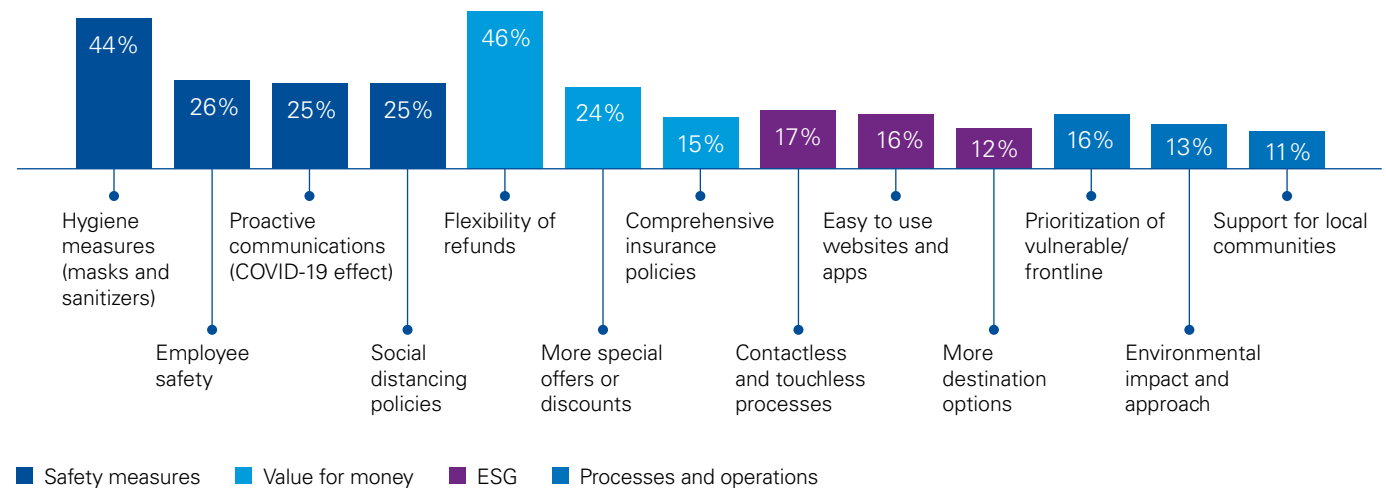 44%
26%
25%
25%
46%
24%
15%
17%
16%
12%
16%
13%
11%
Hygiene
measures
(masks and
sanitizers)
Employee
safety
Proactive
communications
(COVID-19 effect)
Social
distancing
policies
Flexibility of
refunds
More special
offers or
discounts
Comprehensive
insurance
policies
Contactless
and touchless
processes
Easy to use
websites and
apps
More
destination
options
Prioritization of
vulnerable/
frontline
Environmental
impact and
approach
Support for local
communities
Safety measures
Value for money
ESG
Processes and operations